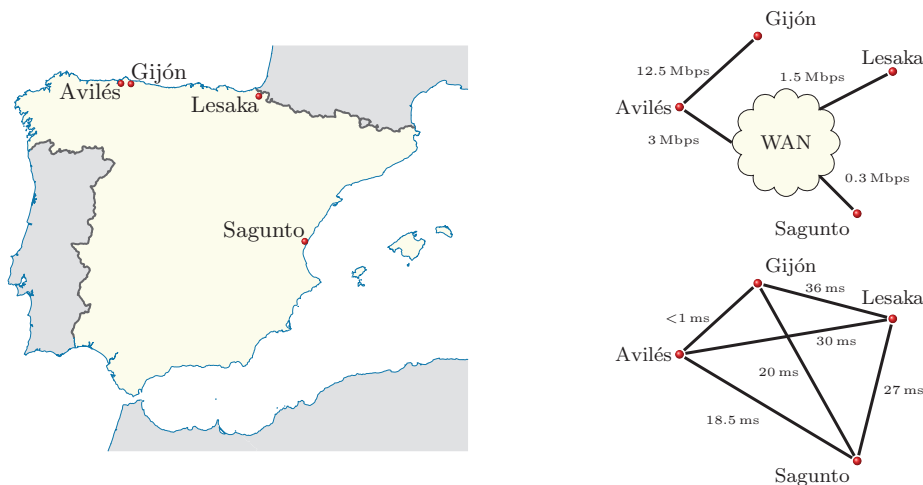 Gijón
Avilés
Lesaka
Sagunto
Gijón
Lesaka
12.5 Mbps
1.5 Mbps
Avilés
3 Mbps
WAN
0.3 Mbps
Sagunto
Gijón
36 ms
Lesaka
<1 ms
30 ms
Avilés
20 ms
27 ms
18.5 ms
Sagunto